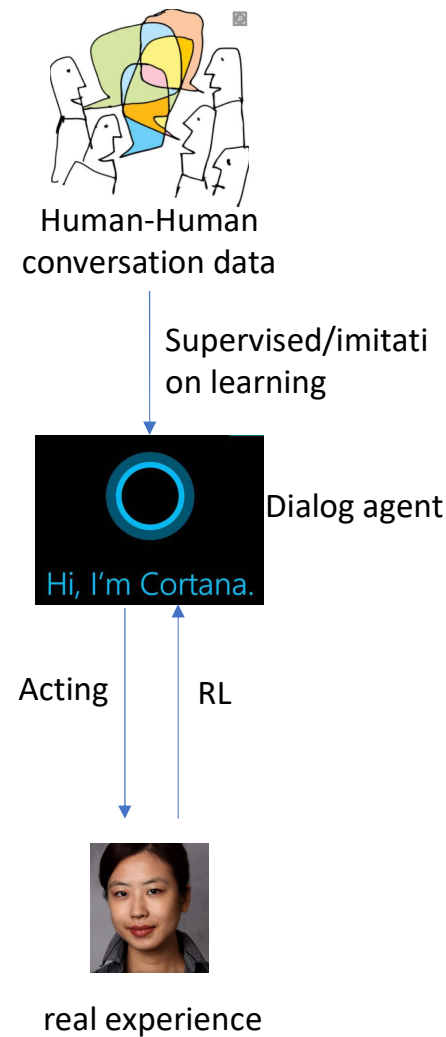 Human-Human
conversation data
Supervised/imitati
on learning
Dialog agent
Hi, I'm Cortana.
Acting
RL
real experience